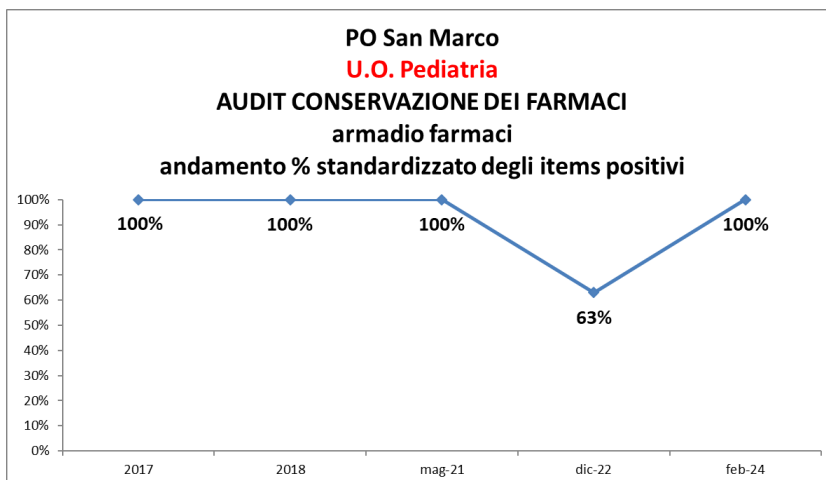 PO San Marco
U.O. Pediatria
AUDIT CONSERVAZIONE DEI FARMACI
armadio farmaci
andamento % standardizzato degli items positivi
100%
90%
80%
70%
60%
50%
40%
30%
20%
10%
0%
100%
100%
100%
63%
100%
2017
2018
mag-21
dic-22
feb-24